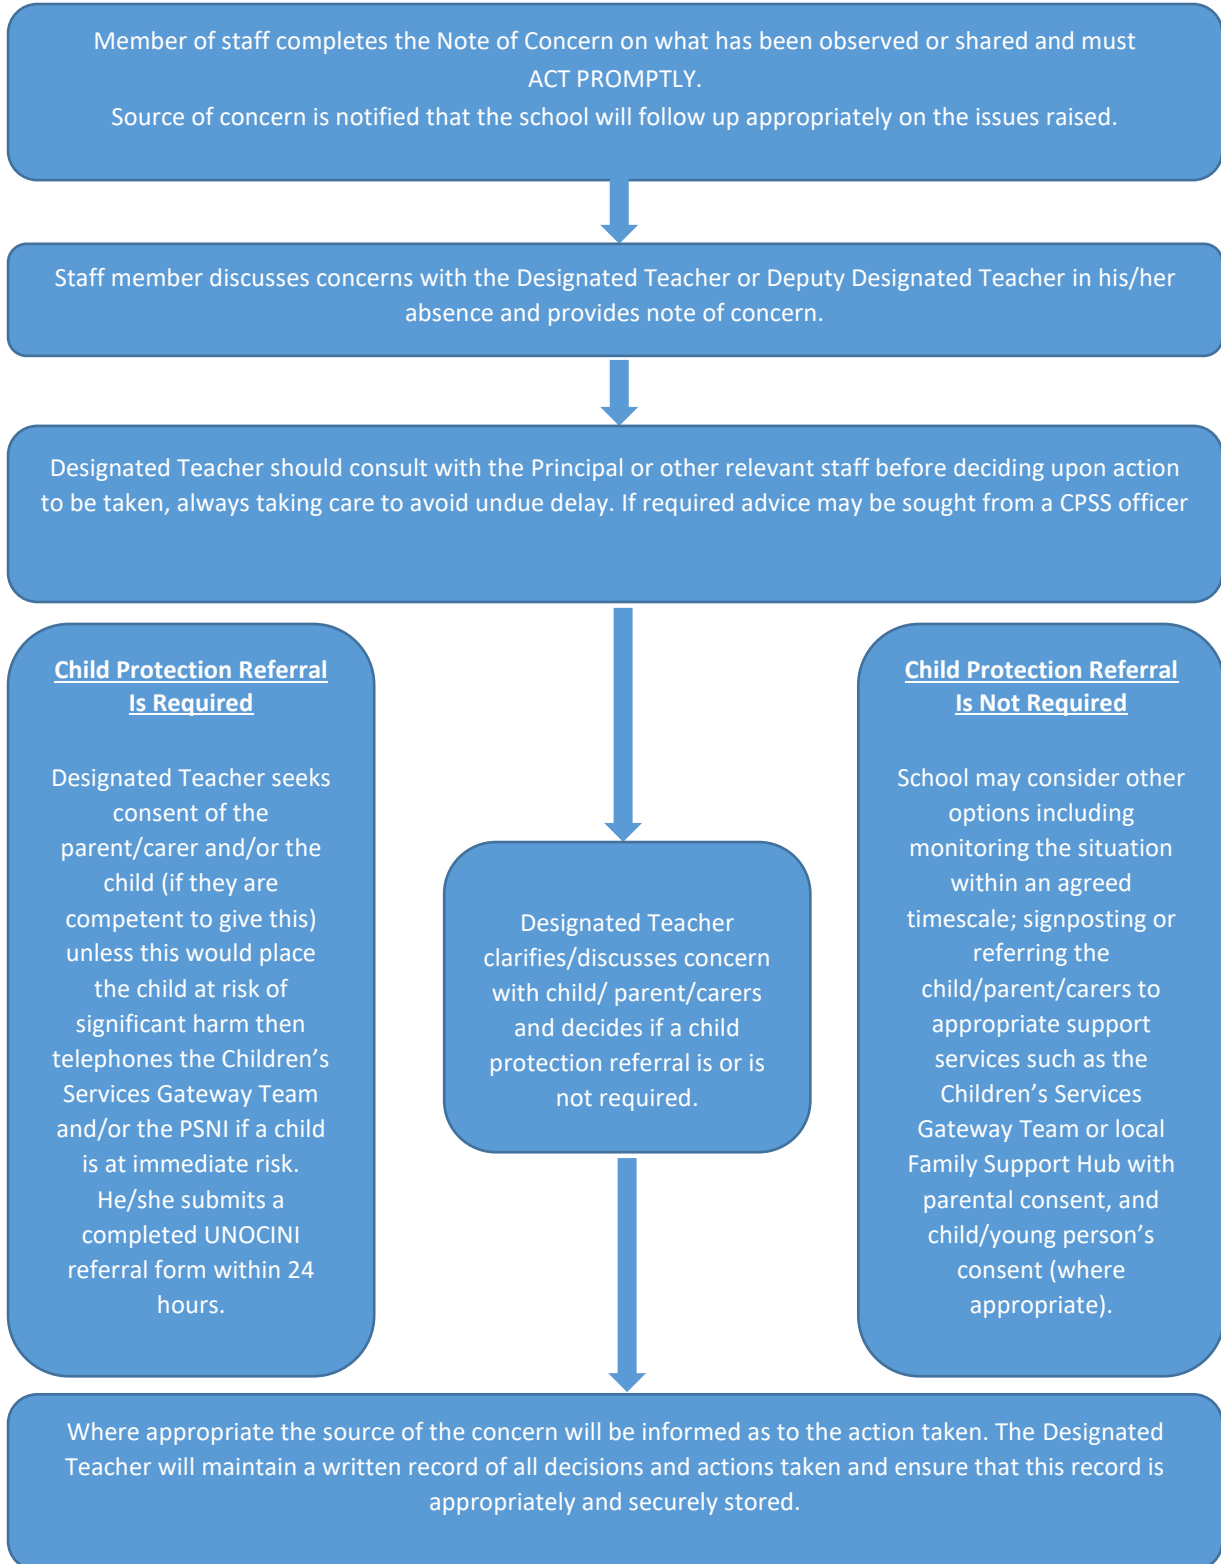 Member of staff completes the Note of Concern on what has been observed or shared and must
ACT PROMPTLY.
Source of concern is notified that the school will follow up appropriately on the issues raised.
Staff member discusses concerns with the Designated Teacher or Deputy Designated Teacher in his/her
absence and provides note of concern.
Designated Teacher should consult with the Principal or other relevant staff before deciding upon action
to be taken, always taking care to avoid undue delay. If required advice may be sought from a CPSS officer
Child Protection Referral
Is Required
Designated Teacher seeks
consent of the
parent/carer and/or the
child (if they are
competent to give this)
unless this would place
the child at risk of
significant harm then
telephones the Children’s
Services Gateway Team
and/or the PSNI if a child
is at immediate risk.
He/she submits a
completed UNOCINI
referral form within 24
hours.
Designated Teacher
clarifies/discusses concern
with child/ parent/carers
and decides if a child
protection referral is or is
not required.
Child Protection Referral
Is Not Required
School may consider other
options including
monitoring the situation
within an agreed
timescale; signposting or
referring the
child/parent/carers to
appropriate support
services such as the
Children’s Services
Gateway Team or local
Family Support Hub with
parental consent, and
child/young person’s
consent (where
appropriate).
Where appropriate the source of the concern will be informed as to the action taken. The Designated
Teacher will maintain a written record of all decisions and actions taken and ensure that this record is
appropriately and securely stored.